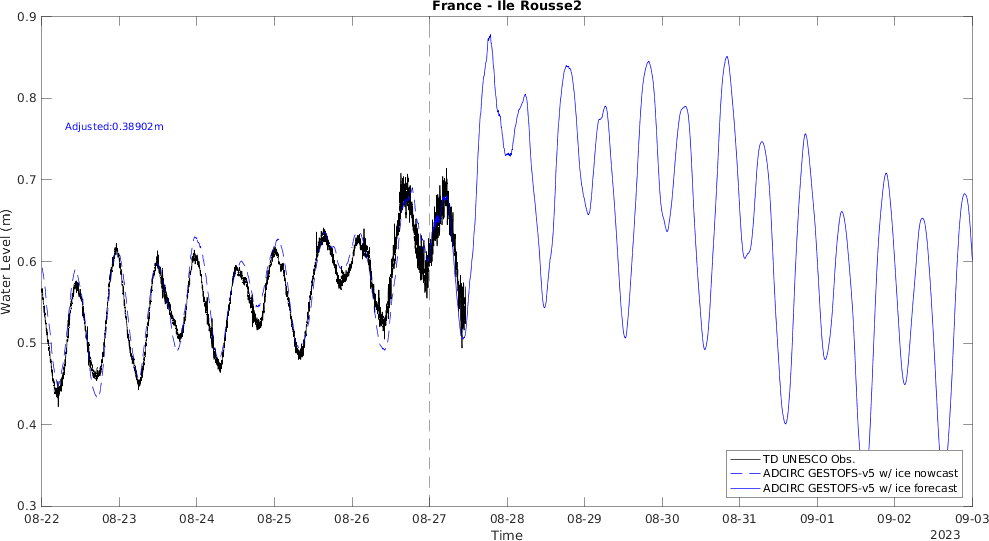 France - Ile Rousse2
0.9
0.8
0.7
0.6
0.5
0.4
0.3
Water Level (m)
Adjusted:0.38902m
TD UNESCO Obs.
ADCIRC GESTOFS-v5 w/ ice nowcast
ADCIRC GESTOFS-v5 w/ ice forecast
08-22 08-23 08-24 08-25 08-26 08-27 08-28 08-29 08-30 08-31 09-01 09-02 09-03
Time
2023